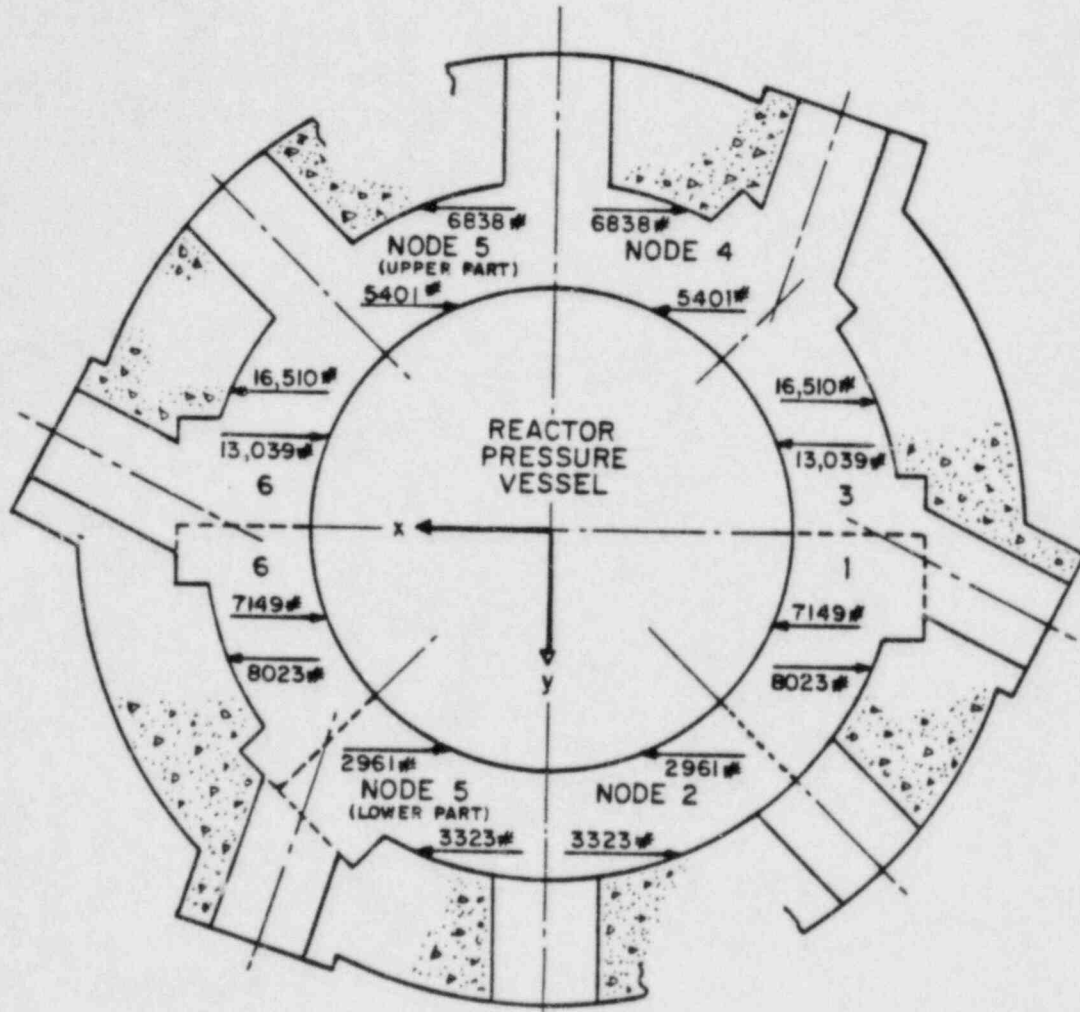 6838#
6838#
NODE 5
(UPPER PART)
NODE 4
5401#
5401#
16,510#
16,510#
REACTOR
PRESSURE
VESSEL
13,039#
13,039#
6
3
x
6
1
7149#
7149#
8023#
8023#
y
2961#
2961#
NODE 5
(LOWER PART)
NODE 2
3323#
3323#